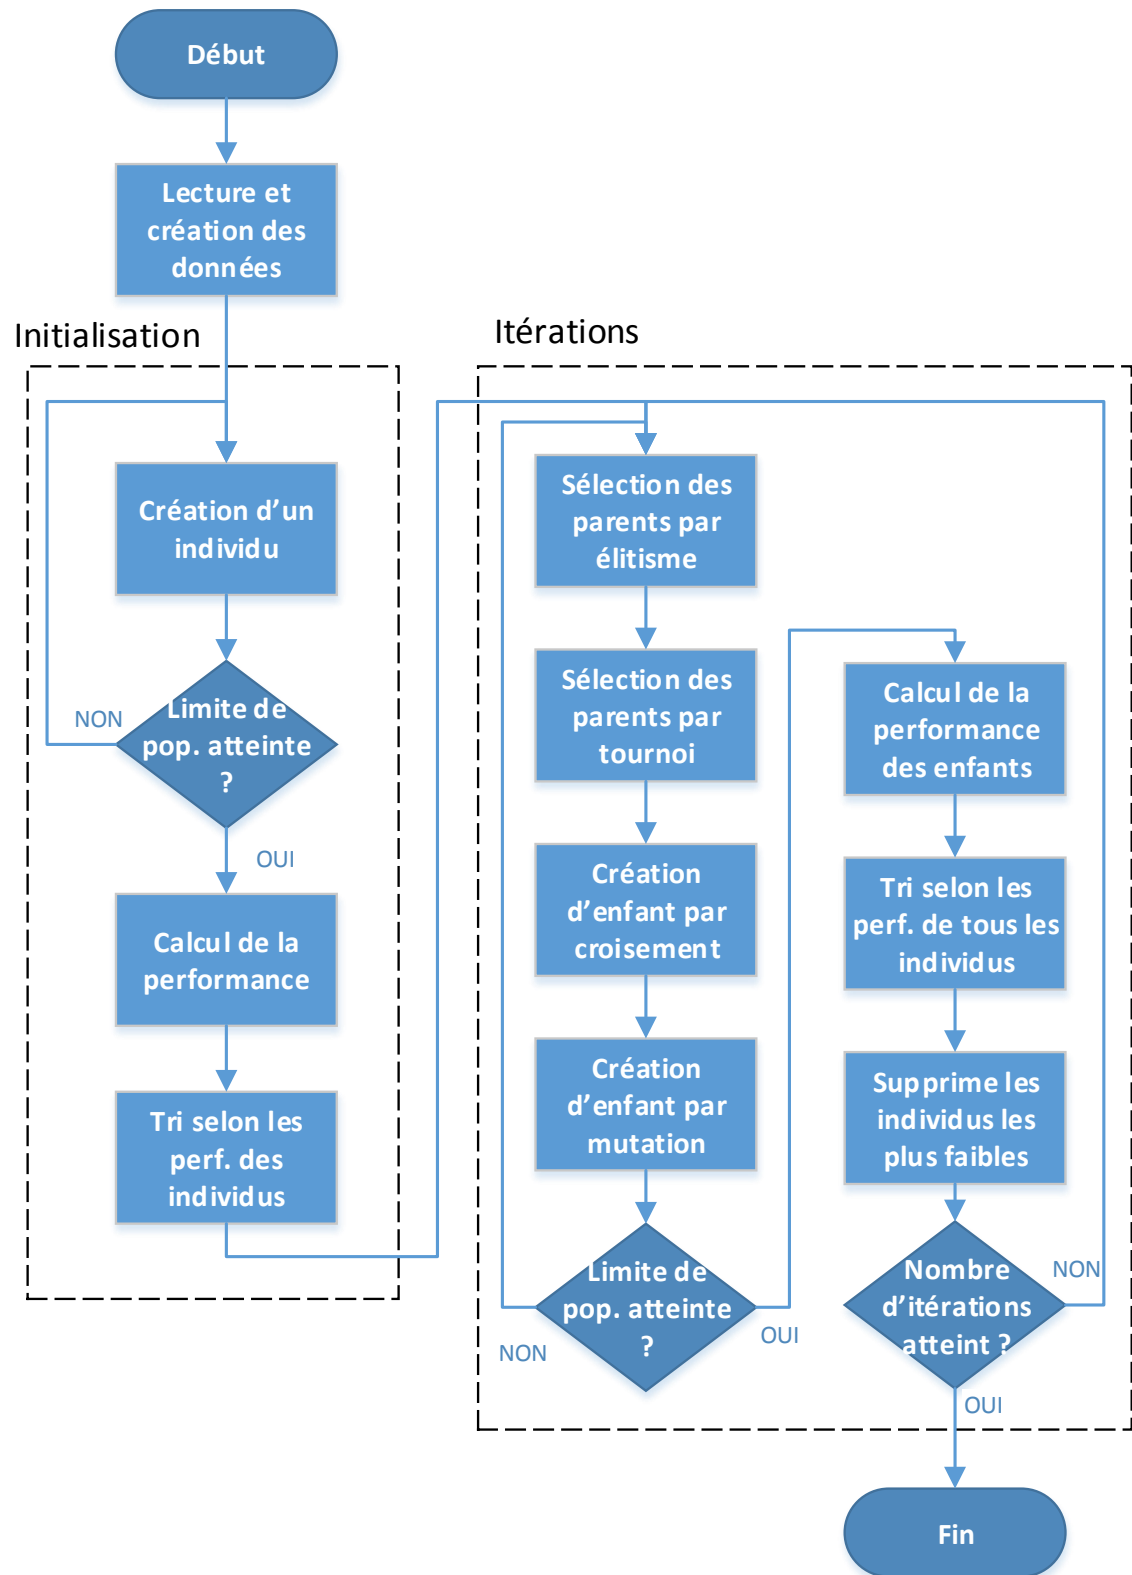 Début
Lecture et
création des
données
Initialisation
Création d’un
individu
Limite de
pop. atteinte
?
NON
OUI
Calcul de la
performance
Tri selon les
perf. des
individus
Itérations
Sélection des
parents par
élitisme
Sélection des
parents par
tournoi
Création
d’enfant par
croisement
Création
d’enfant par
mutation
Limite de
pop. atteinte
?
NON
OUI
Calcul de la
performance
des enfants
Tri selon les
perf. de tous les
individus
Supprime les
individus les
plus faibles
Nombre
d’itérations
atteint ?
NON
OUI
Fin